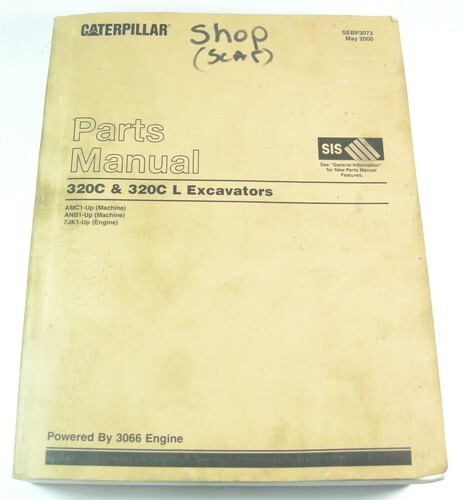 CATERPILLAR
Shop
SEBP3073
May 2000
Parts
Manual
SIS
See "General Information"
for New Parts Manual
Features.
320C & 320C L Excavators
AMC1-Up (Machine)
ANB1-Up (Machine)
7JK1-Up (Engine)
Powered By 3066 Engine